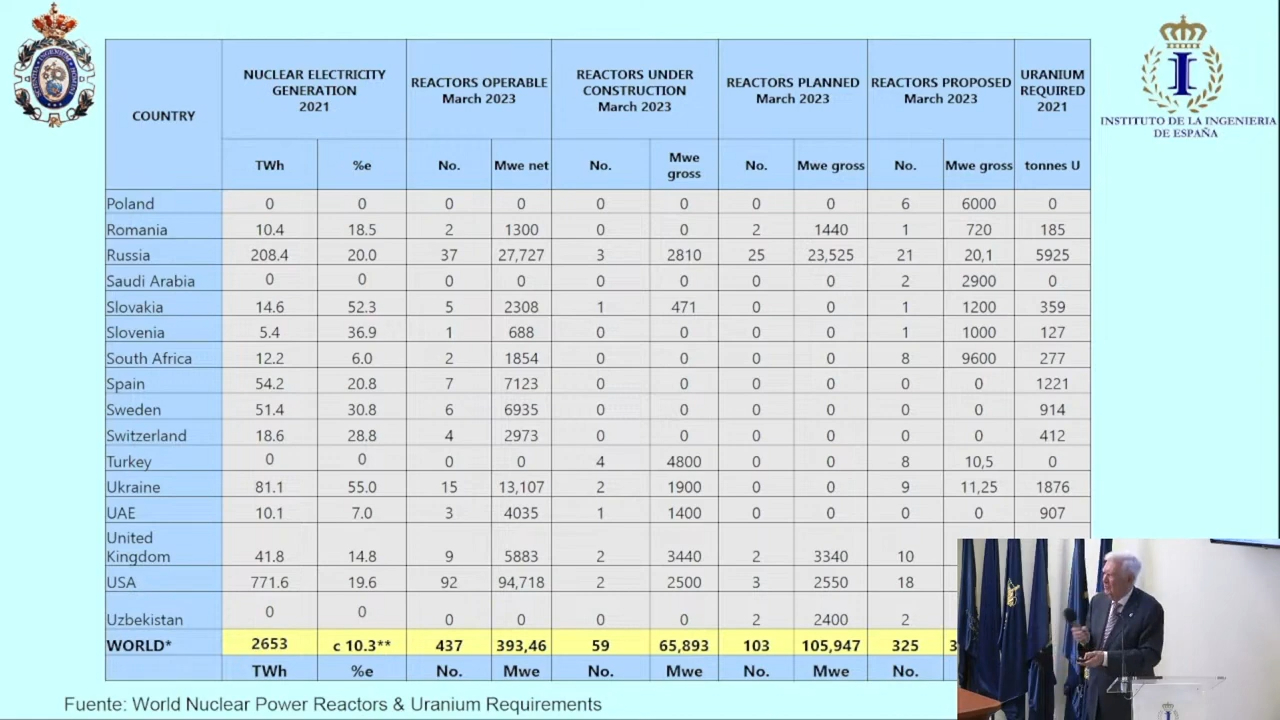 INSTITUTO DE LA INGENIERIA
DE ESPAÑA
COUNTRY
NUCLEAR ELECTRICITY
GENERATION
2021
REACTORS OPERABLE
March 2023
REACTORS UNDER
CONSTRUCTION
March 2023
REACTORS PLANNED
March 2023
REACTORS PROPOSED
March 2023
URANIUM
REQUIRED
2021
TWh %e No. Mwe net No. Mwe gross No. Mwe gross No. Mwe gross tonnes U
Poland 0 0 0 0 0 0 0 0 6 6000 0
Romania 10.4 18.5 2 1300 0 0 2 1440 1 720 185
Russia 208.4 20.0 37 27,727 3 2810 25 23,525 21 20,1 5925
Saudi Arabia 0 0 0 0 0 0 0 0 2 2900 0
Slovakia 14.6 52.3 5 2308 1 471 0 0 1 1200 359
Slovenia 5.4 36.9 1 688 0 0 0 0 1 1000 127
South Africa 12.2 6.0 2 1854 0 0 0 0 8 9600 277
Spain 54.2 20.8 7 7123 0 0 0 0 0 0 1221
Sweden 51.4 30.8 6 6935 0 0 0 0 0 0 914
Switzerland 18.6 28.8 4 2973 0 0 0 0 0 0 412
Turkey 0 0 0 0 4 4800 0 0 8 10,5 0
Ukraine 81.1 55.0 15 13,107 2 1900 0 0 9 11,25 1876
UAE 10.1 7.0 3 4035 1 1400 0 0 0 0 907
United
Kingdom 41.8 14.8 9 5883 2 3440 2 3340 10
USA 771.6 19.6 92 94,718 2 2500 3 2550 18
Uzbekistan 0 0 0 0 0 0 2 2400 2
WORLD* 2653 c 10.3** 437 393,46 59 65,893 103 105,947 325 3
TWh %e No. Mwe No. Mwe No. Mwe No.
Fuente: World Nuclear Power Reactors & Uranium Requirements